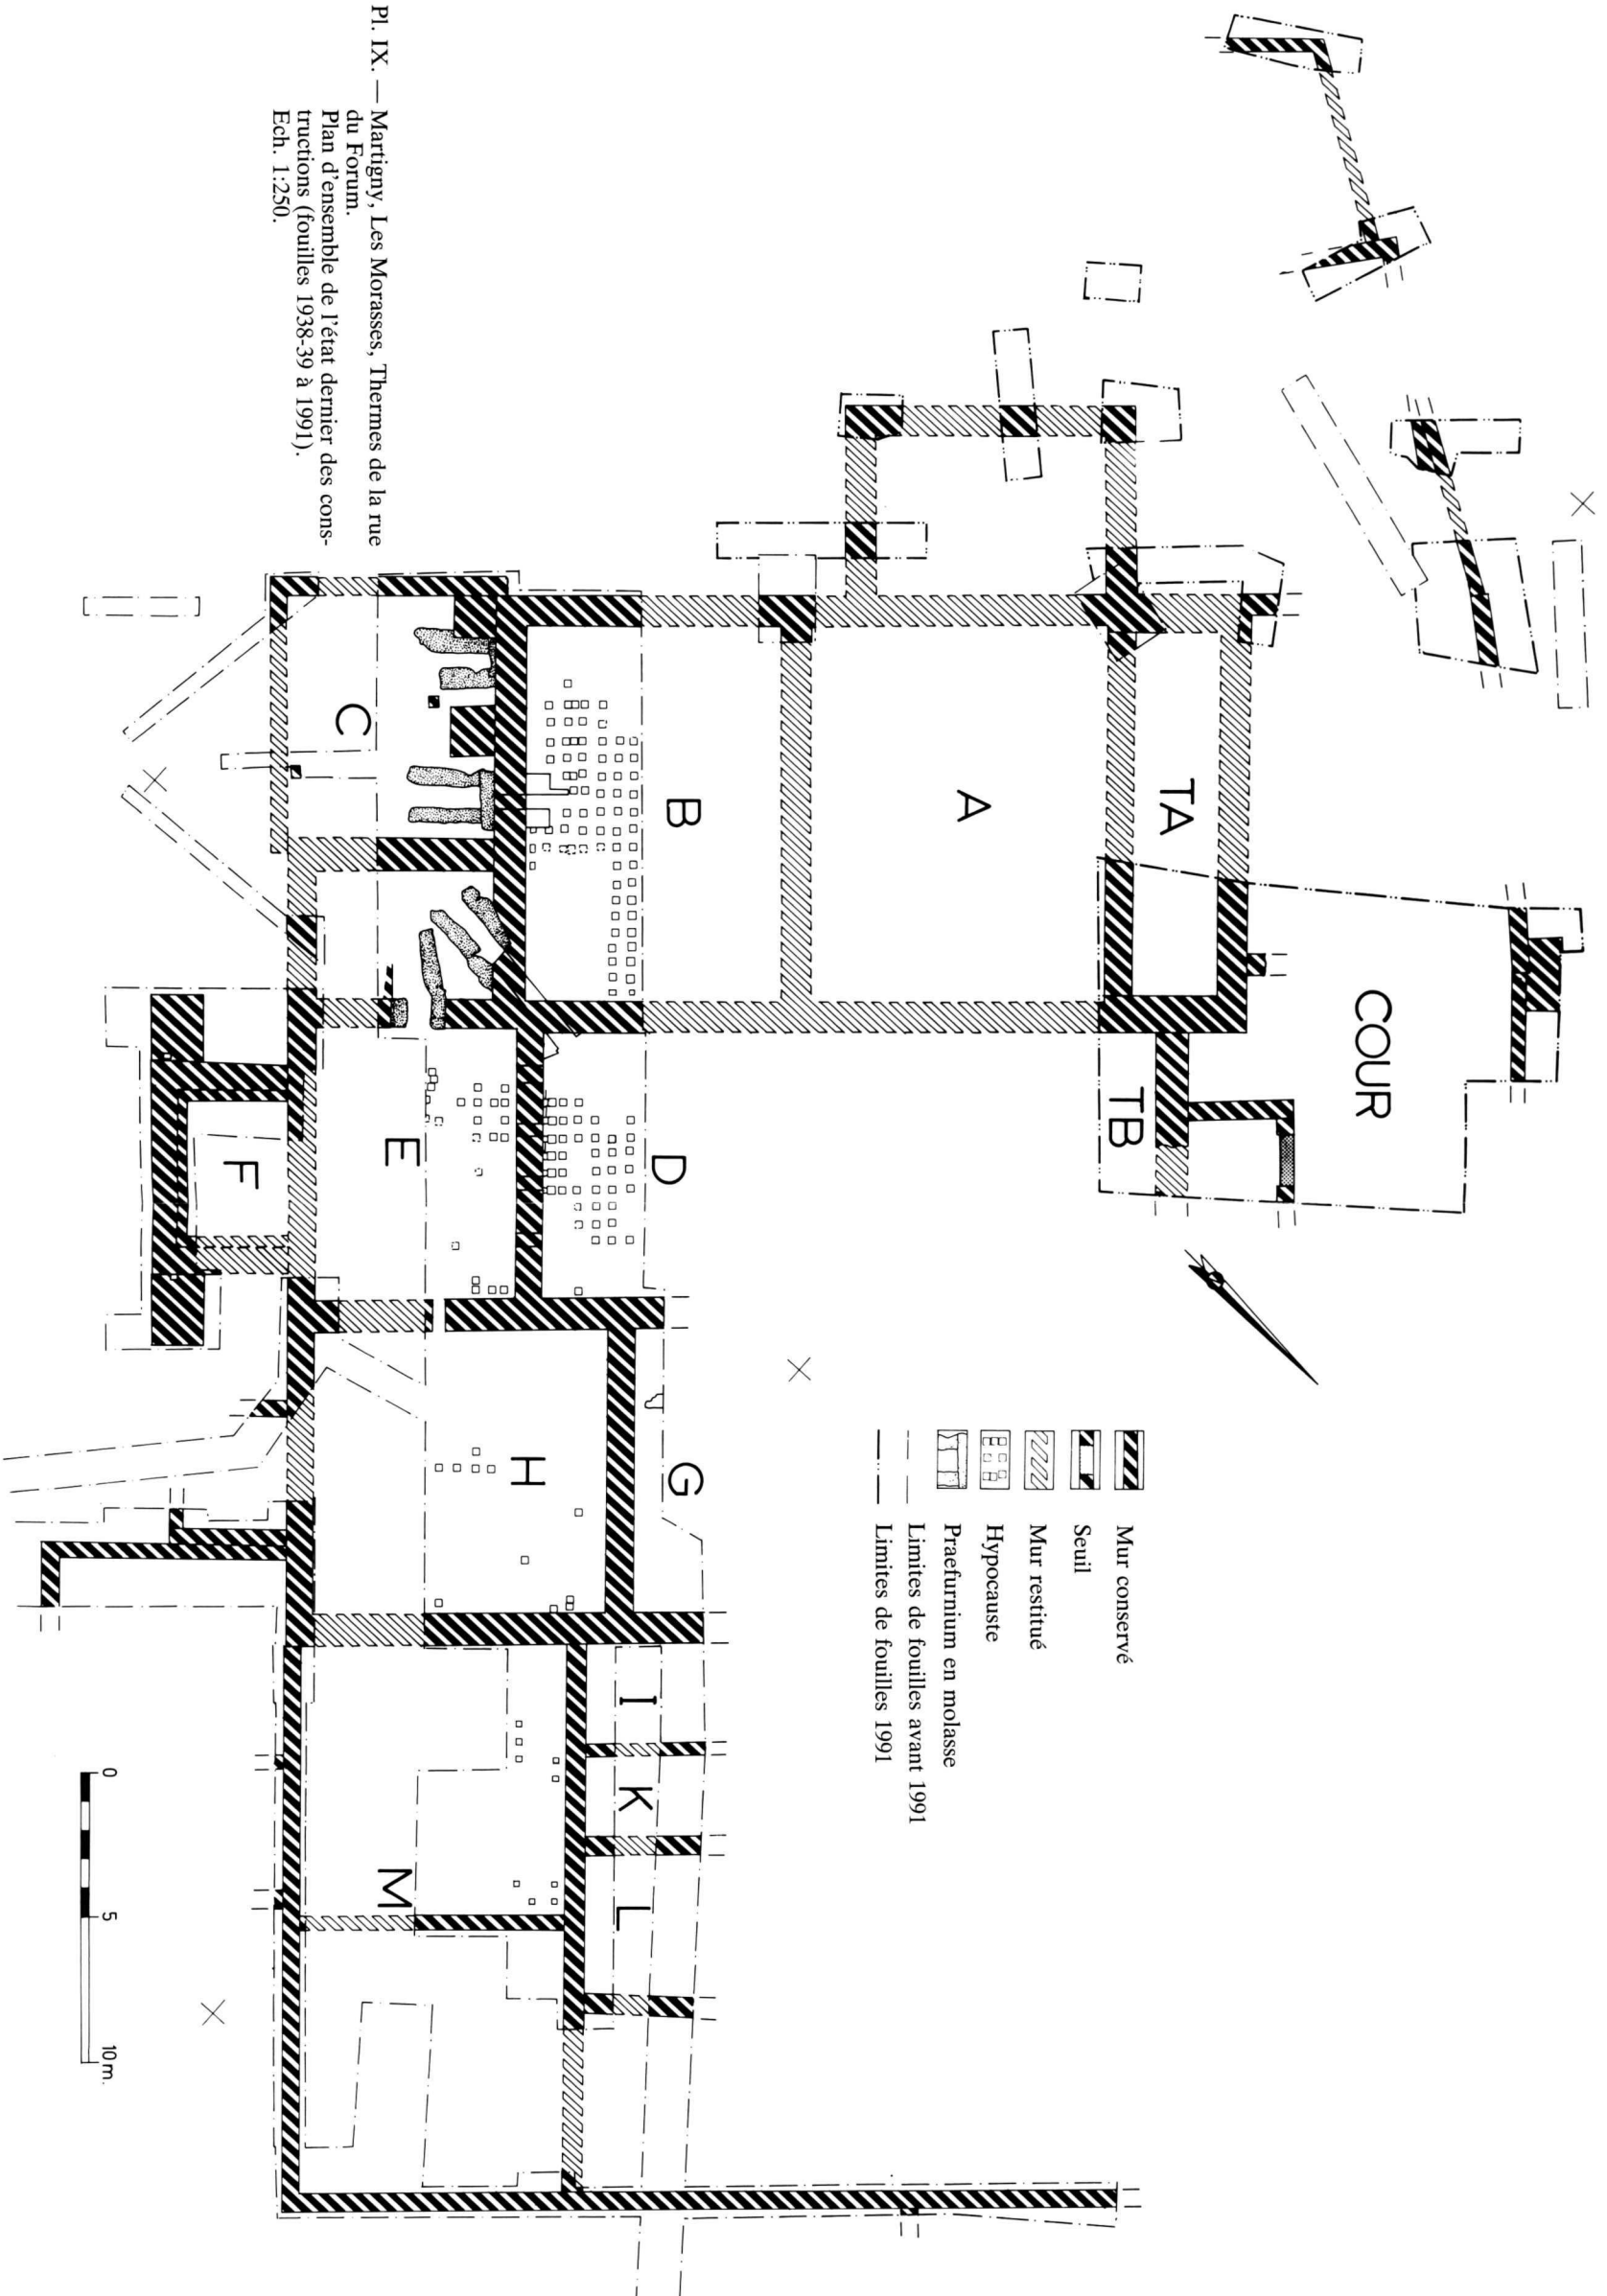 Pl. IX. — Martigny, Les Morasses, Thermes de la rue
du Forum.
Plan d'ensemble de l'état dernier des cons-
tructions (fouilles 1938-39 à 1991).
Ech. 1:250.
COUR
TA
TB
A
B
C
D
E
F
G
H
I
K
L
M
Mur conservé
Seuil
Mur restitué
Hypocauste
Praefurnium en molasse
Limites de fouilles avant 1991
Limites de fouilles 1991
0
5
10 m.